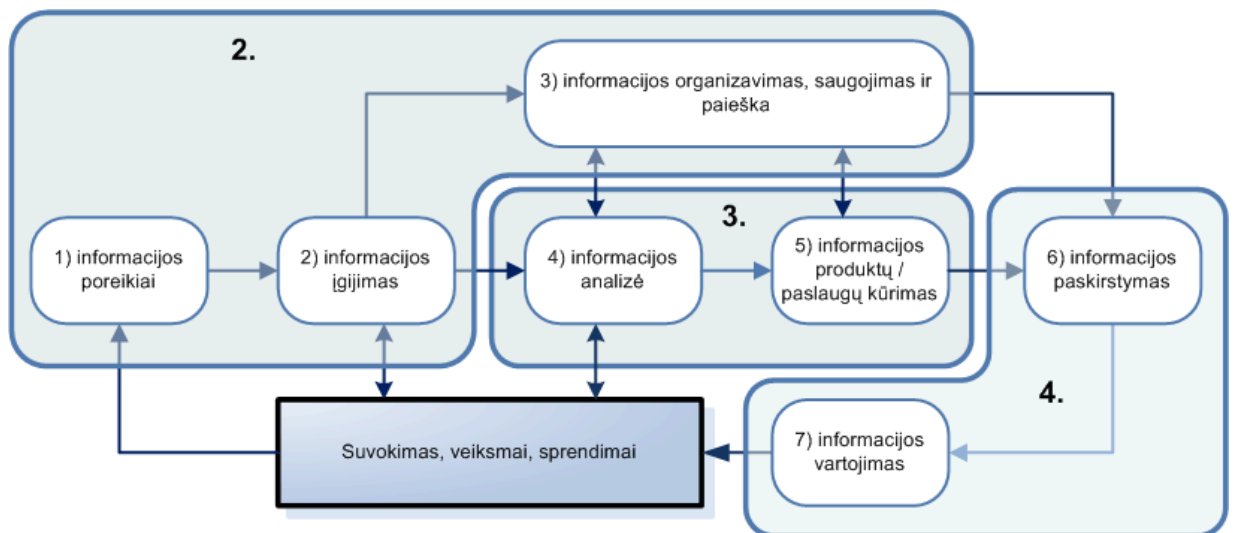 2.
3) informacijos organizavimas, saugojimas ir
paieška
1) informacijos
poreikiai
2) informacijos
įgijimas
3.
4) informacijos
analizė
5) informacijos
produktų /
paslaugų kūrimas
6) informacijos
paskirstymas
4.
7) informacijos
vartojimas
Suvokimas, veiksmai, sprendimai